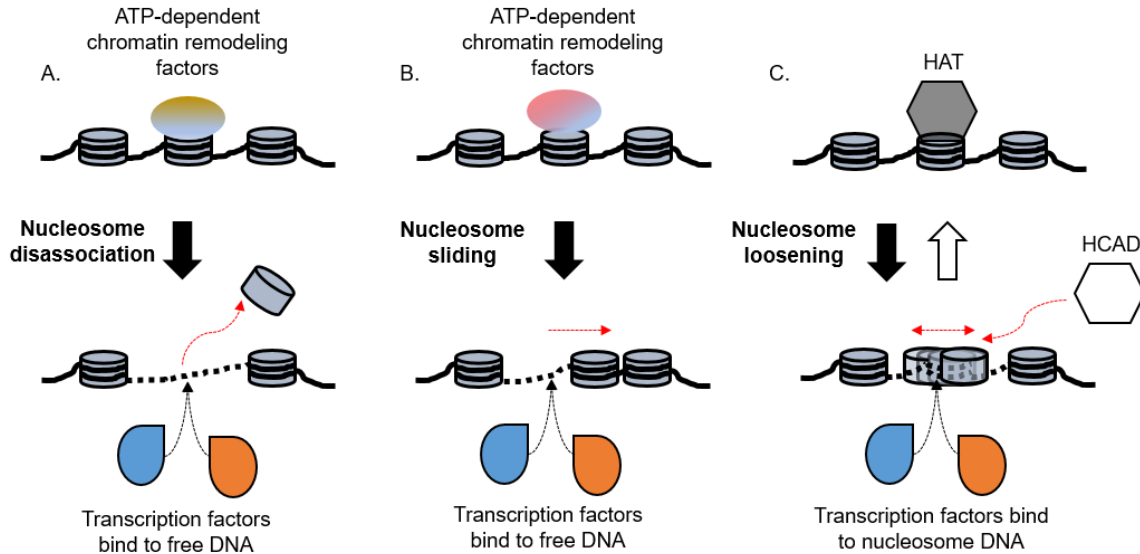 ATP-dependent
chromatin remodeling
factors
A.
Nucleosome
disassociation
Transcription factors
bind to free DNA
ATP-dependent
chromatin remodeling
factors
B.
Nucleosome
sliding
Transcription factors
bind to free DNA
C.
HAT
Nucleosome
loosening
HCAD
Transcription factors bind
to nucleosome DNA